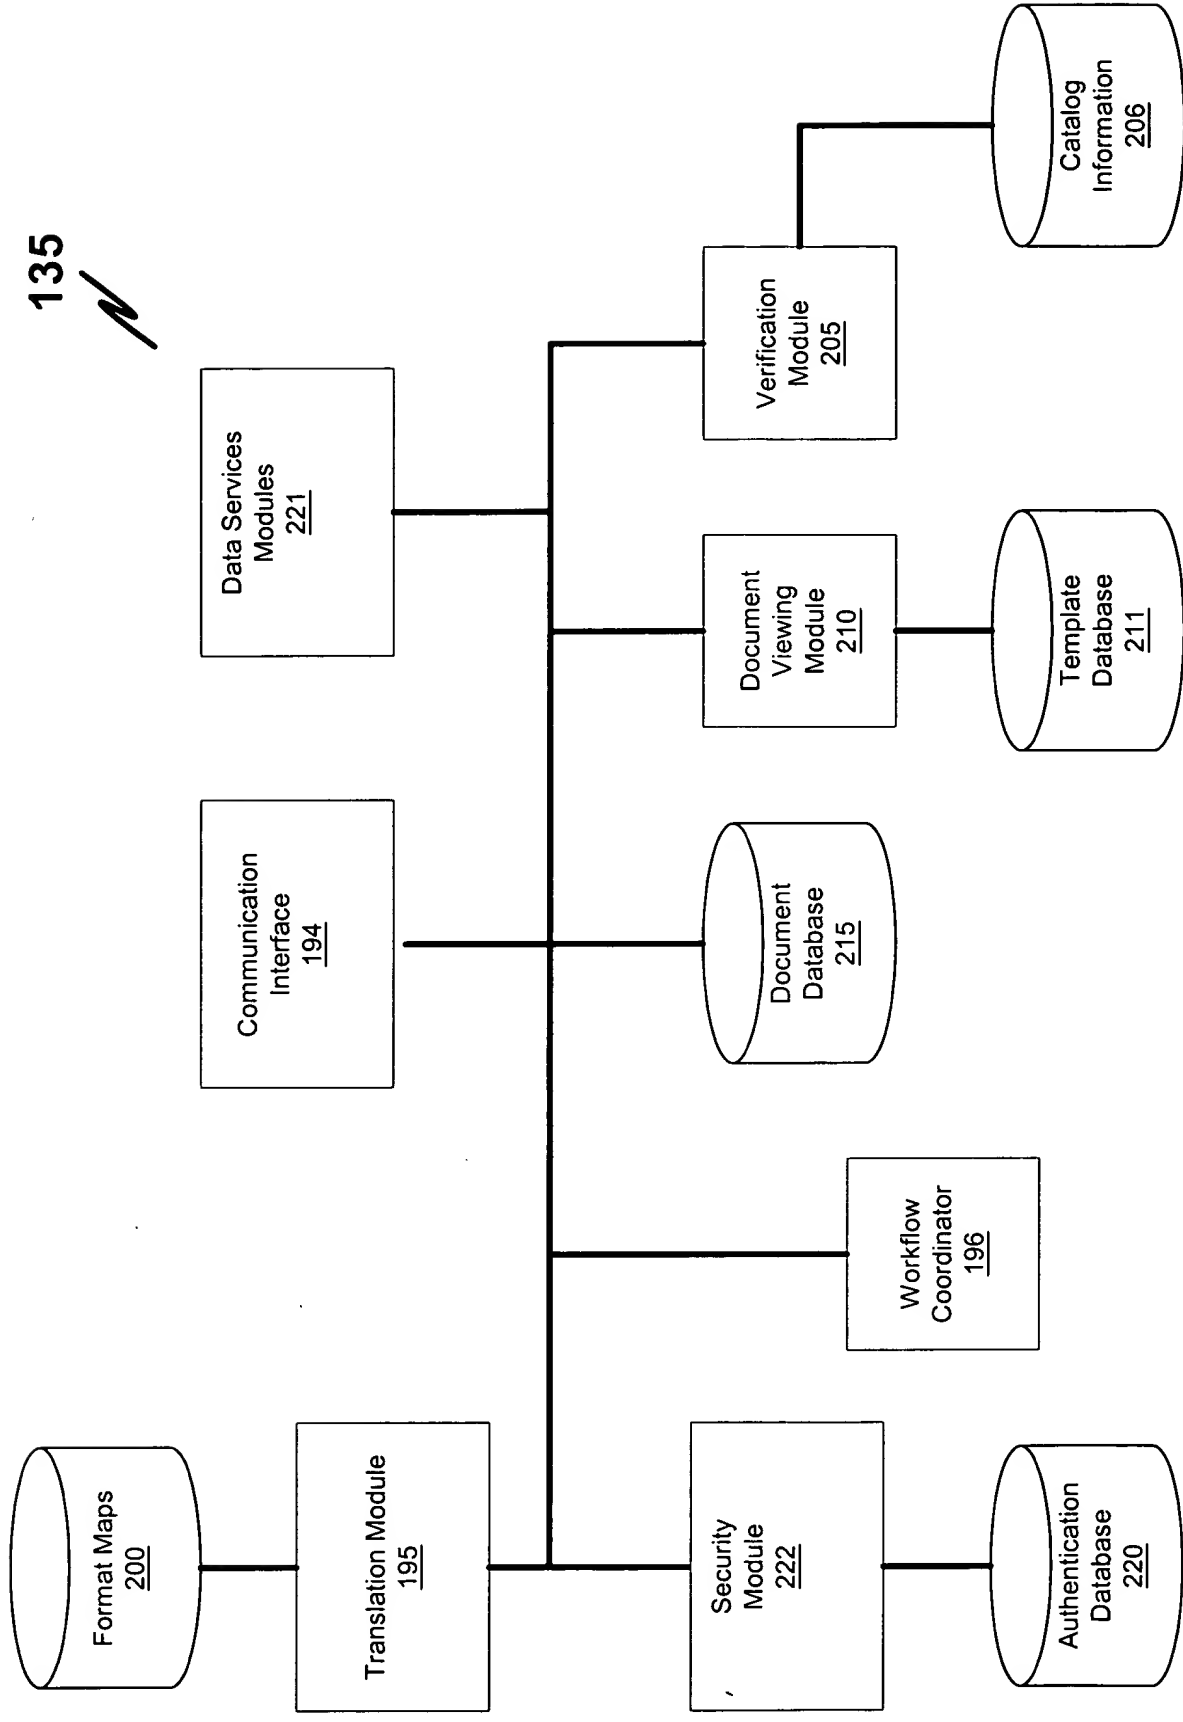 135
Format Maps
200
Communication
Interface
194
Data Services
Modules
221
Translation Module
195
Security
Module
222
Document
Database
215
Document
Viewing
Module
210
Verification
Module
205
Workflow
Coordinator
196
Authentication
Database
220
Template
Database
211
Catalog
Information
206